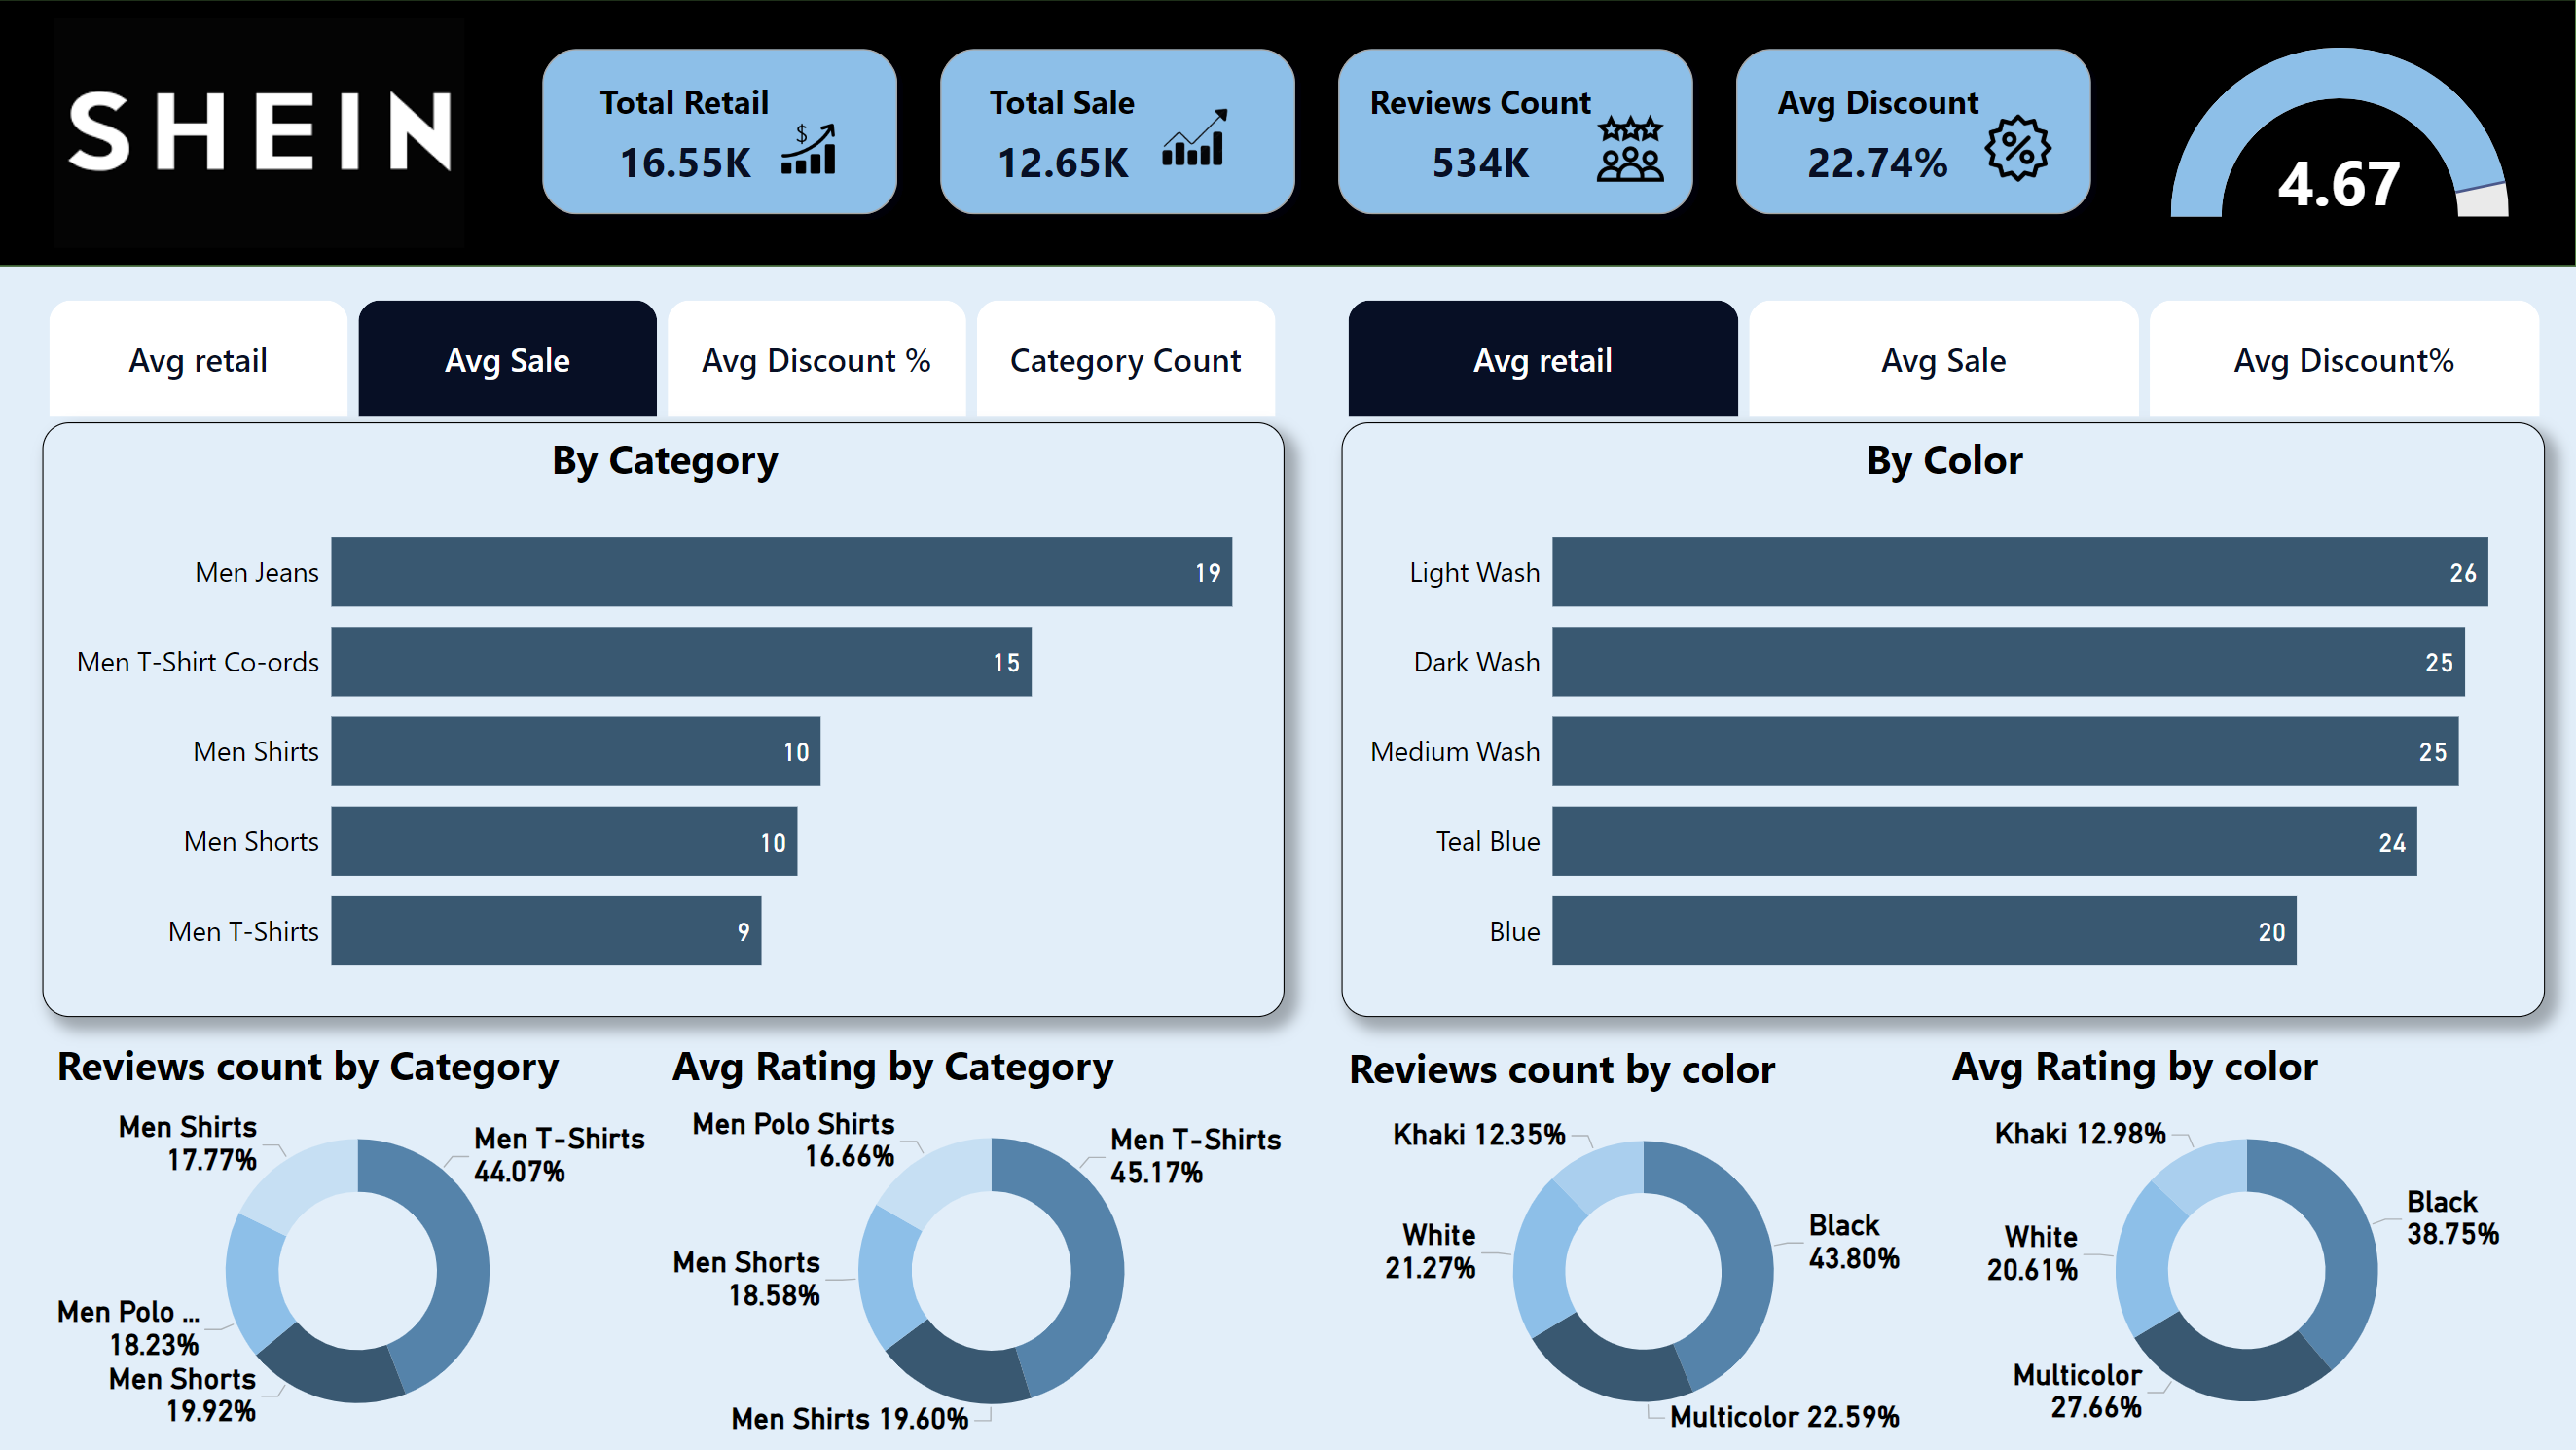 SHEIN
Total Retail
16.55K
$
Total Sale
12.65K
Reviews Count
534K
Avg Discount
22.74%
%
4.67
Avg retail
Avg Sale
Avg Discount %
Category Count
Avg retail
Avg Sale
Avg Discount%
By Category
Men Jeans
19
Men T-Shirt Co-ords
15
Men Shirts
10
Men Shorts
10
Men T-Shirts
9
By Color
Light Wash
26
Dark Wash
25
Medium Wash
25
Teal Blue
24
Blue
20
Reviews count by Category
Men Shirts
17.77%
Men T-Shirts
44.07%
Men Polo ...
18.23%
Men Shorts
19.92%
Avg Rating by Category
Men Polo Shirts
16.66%
Men T-Shirts
45.17%
Men Shorts
18.58%
Men Shirts 19.60%
Reviews count by color
Khaki 12.35%
White
21.27%
Black
43.80%
Multicolor 22.59%
Avg Rating by color
Khaki 12.98%
White
20.61%
Black
38.75%
Multicolor
27.66%